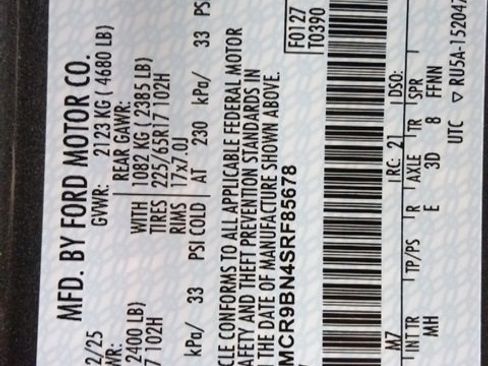 MFD. BY FORD MOTOR CO.
2/25 GVWR: 2123 KG ( 4680 LB)
WR: REAR GAWR:
2400 LB) WITH 1082 KG ( 2385 LB)
7 102H TIRES 225/65R17 102H
RIMS 17x7.0J
kPa/ 33 PSI COLD AT 230 kPa/ 33 PSI
CLE CONFORMS TO ALL APPLICABLE FEDERAL MOTOR
AFETY AND THEFT PREVENTION STANDARDS IN
THE DATE OF MANUFACTURE SHOWN ABOVE.
MCR9BN4SRF85678
F0127
T0390
M7 RC: 21 DSO:
INT TR TP/PS R AXLE TR SPR
MH E 3D 8 FFNN
UTC ▽ RU5A-15204